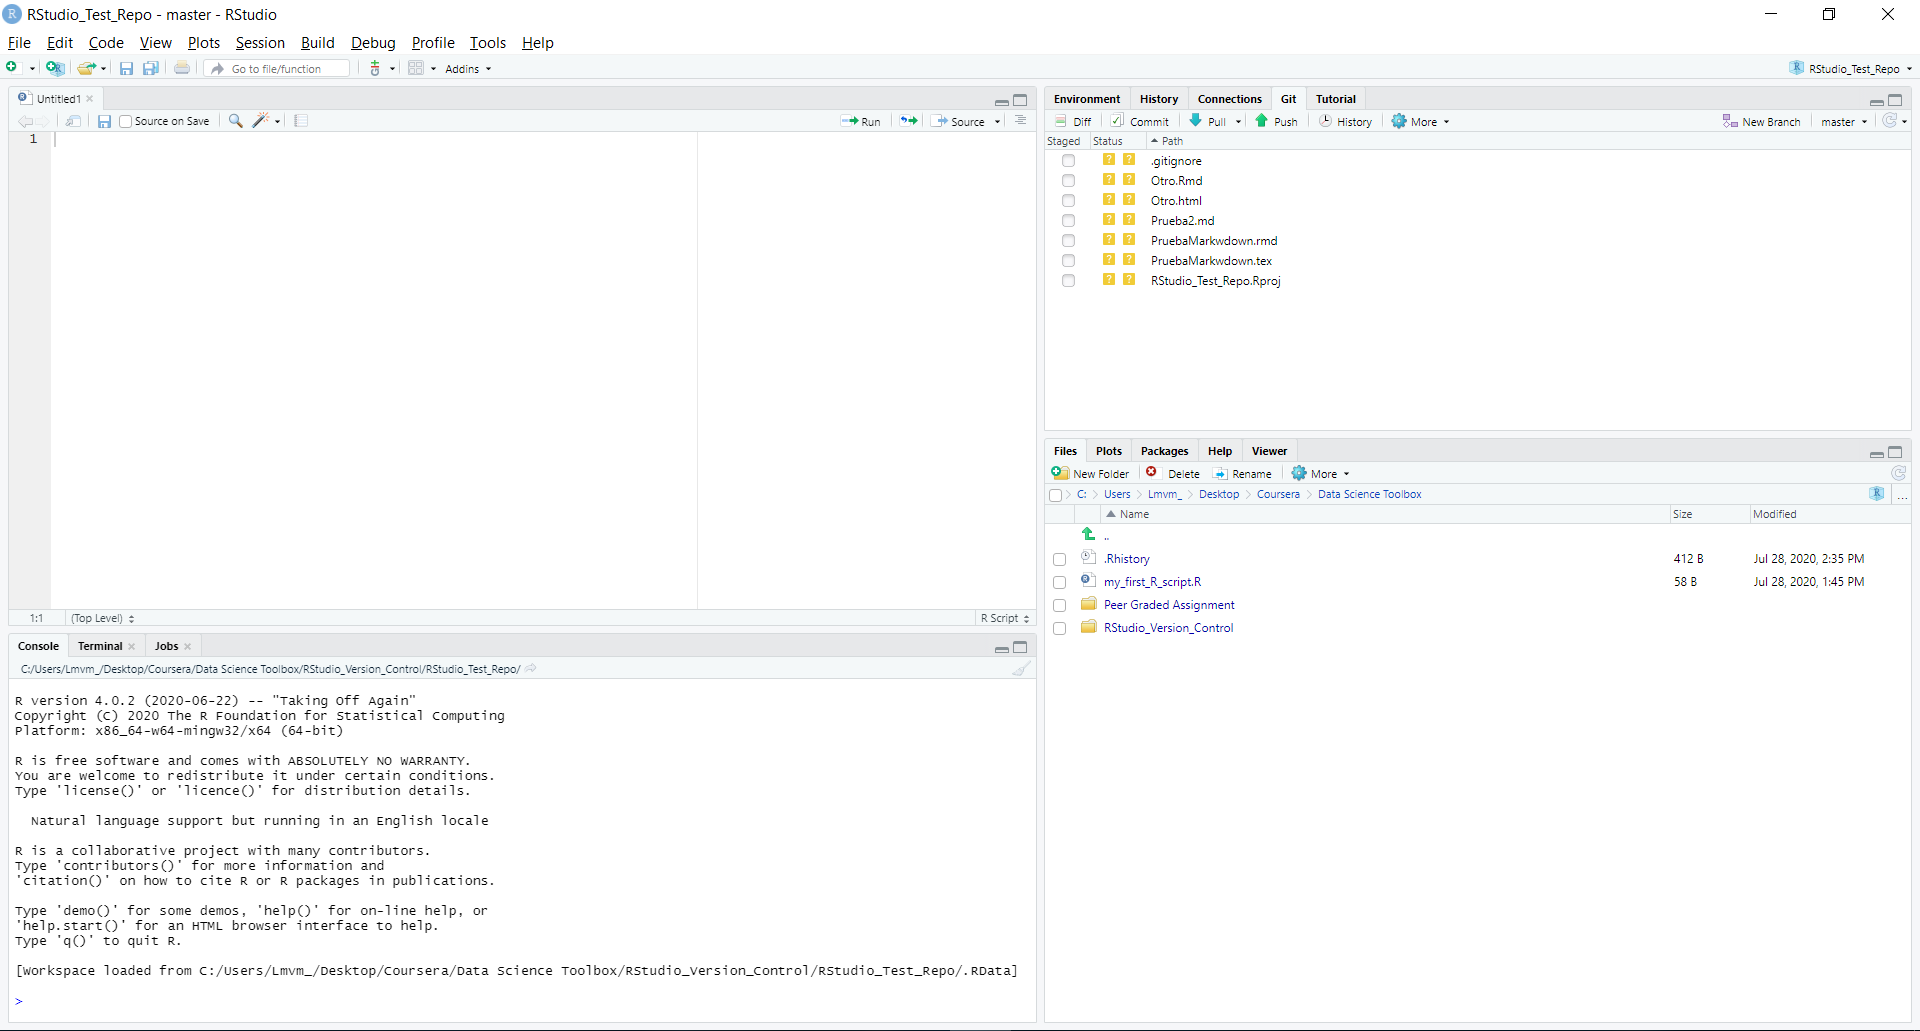 RStudio_Test_Repo - master - RStudio
File Edit Code View Plots Session Build Debug Profile Tools Help
Go to file/function Addins RStudio_Test_Repo
Untitled1
Source on Save Run Source
1
1:1 (Top Level) R Script
Console Terminal Jobs
C:/Users/Lmvm_/Desktop/Coursera/Data Science Toolbox/RStudio_Version_Control/RStudio_Test_Repo/
R version 4.0.2 (2020-06-22) -- "Taking Off Again"
Copyright (C) 2020 The R Foundation for Statistical Computing
Platform: x86_64-w64-mingw32/x64 (64-bit)
R is free software and comes with ABSOLUTELY NO WARRANTY.
You are welcome to redistribute it under certain conditions.
Type 'license()' or 'licence()' for distribution details.
Natural language support but running in an English locale
R is a collaborative project with many contributors.
Type 'contributors()' for more information and
'citation()' on how to cite R or R packages in publications.
Type 'demo()' for some demos, 'help()' for on-line help, or
'help.start()' for an HTML browser interface to help.
Type 'q()' to quit R.
[Workspace loaded from C:/Users/Lmvm_/Desktop/Coursera/Data Science Toolbox/RStudio_Version_Control/RStudio_Test_Repo/.RData]
>
Environment History Connections Git Tutorial
Diff Commit Pull Push History More New Branch master
Staged Status Path
? ? .gitignore
? ? Otro.Rmd
? ? Otro.html
? ? Prueba2.md
? ? PruebaMarkwdown.rmd
? ? PruebaMarkwdown.tex
? ? RStudio_Test_Repo.Rproj
Files Plots Packages Help Viewer
New Folder Delete Rename More
C: Users Lmvm_ Desktop Coursera Data Science Toolbox ...
Name Size Modified
..
.Rhistory 412 B Jul 28, 2020, 2:35 PM
my_first_R_script.R 58 B Jul 28, 2020, 1:45 PM
Peer Graded Assignment
RStudio_Version_Control